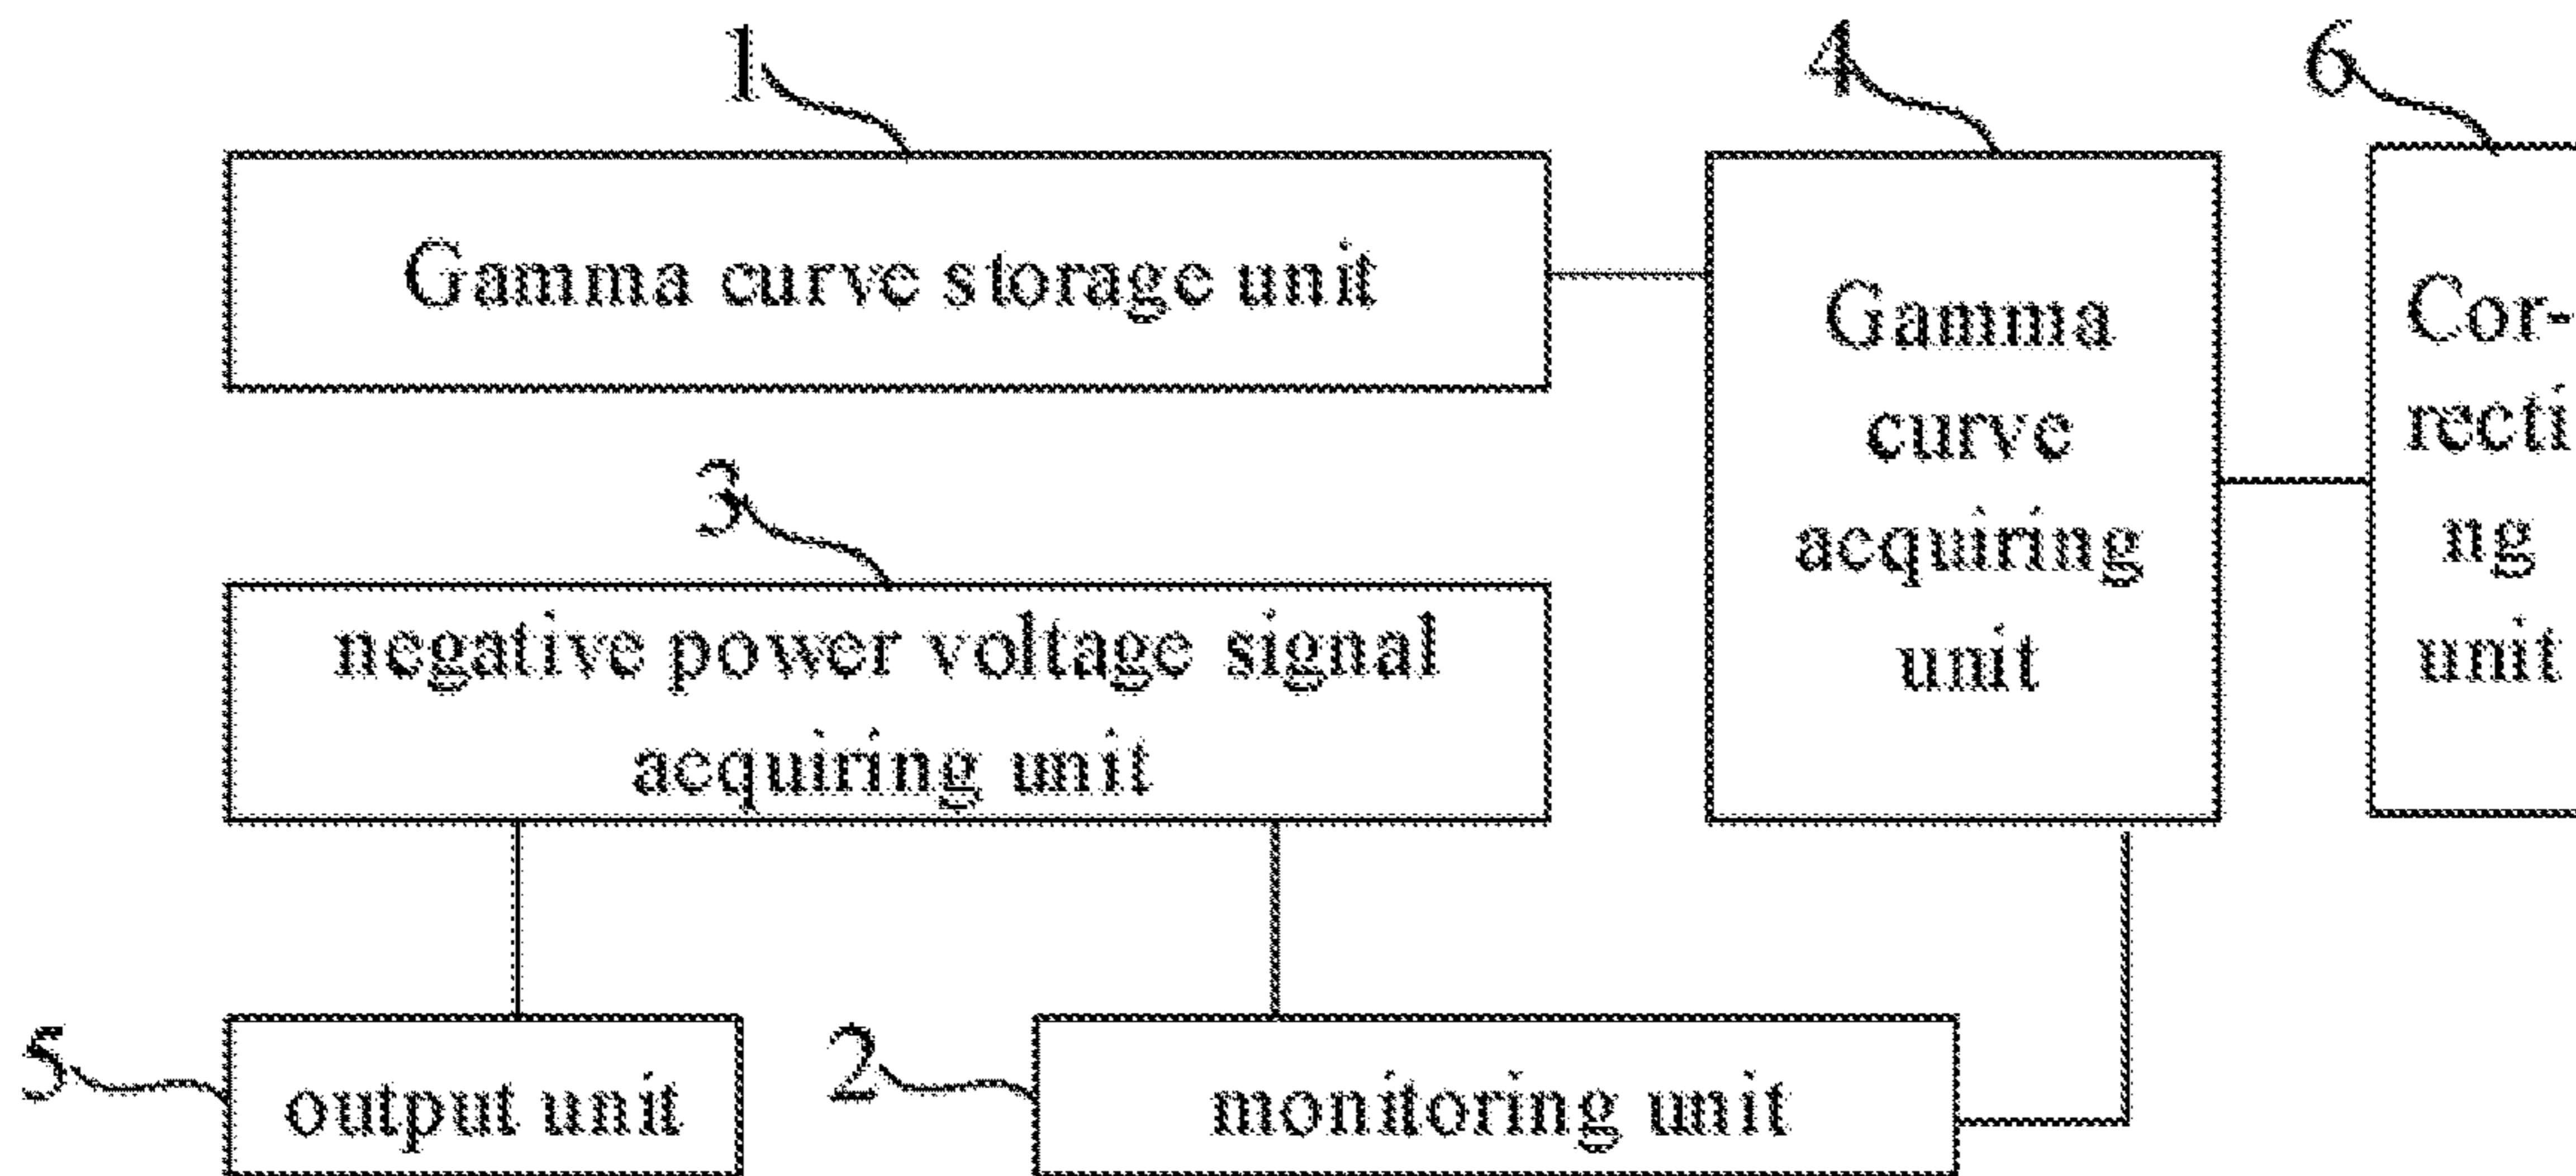 1
4
6
Gamma curve storage unit
Gamma
curve
acquiring
unit
Cor-
recti
ng
unit
3
negative power voltage signal
acquiring unit
5
output unit
2
monitoring unit